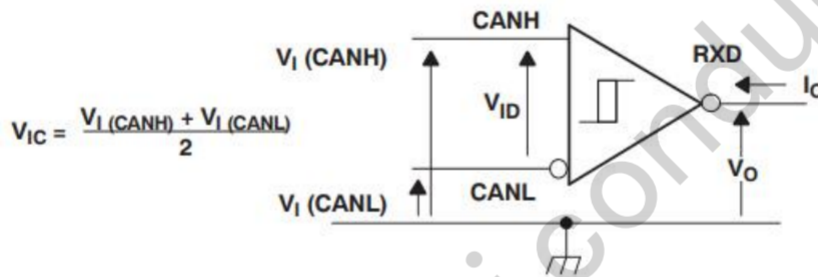 CANH
RXD
V_I (CANH)
I_O
V_ID
V_IC = (V_I (CANH) + V_I (CANL)) / 2
V_O
CANL
V_I (CANL)